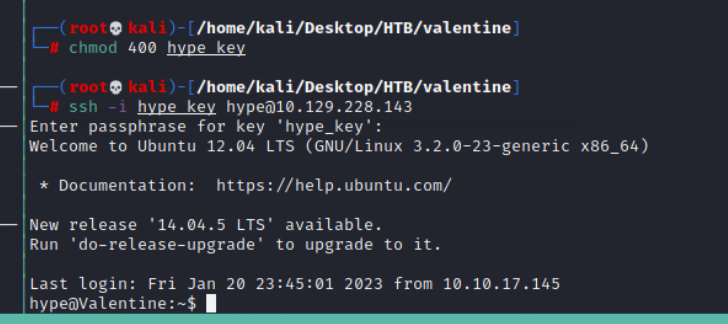 ┌──(root💀kali)-[/home/kali/Desktop/HTB/valentine]
└─# chmod 400 hype_key
┌──(root💀kali)-[/home/kali/Desktop/HTB/valentine]
└─# ssh -i hype_key hype@10.129.228.143
Enter passphrase for key 'hype_key':
Welcome to Ubuntu 12.04 LTS (GNU/Linux 3.2.0-23-generic x86_64)
* Documentation:  https://help.ubuntu.com/
New release '14.04.5 LTS' available.
Run 'do-release-upgrade' to upgrade to it.
Last login: Fri Jan 20 23:45:01 2023 from 10.10.17.145
hype@Valentine:~$